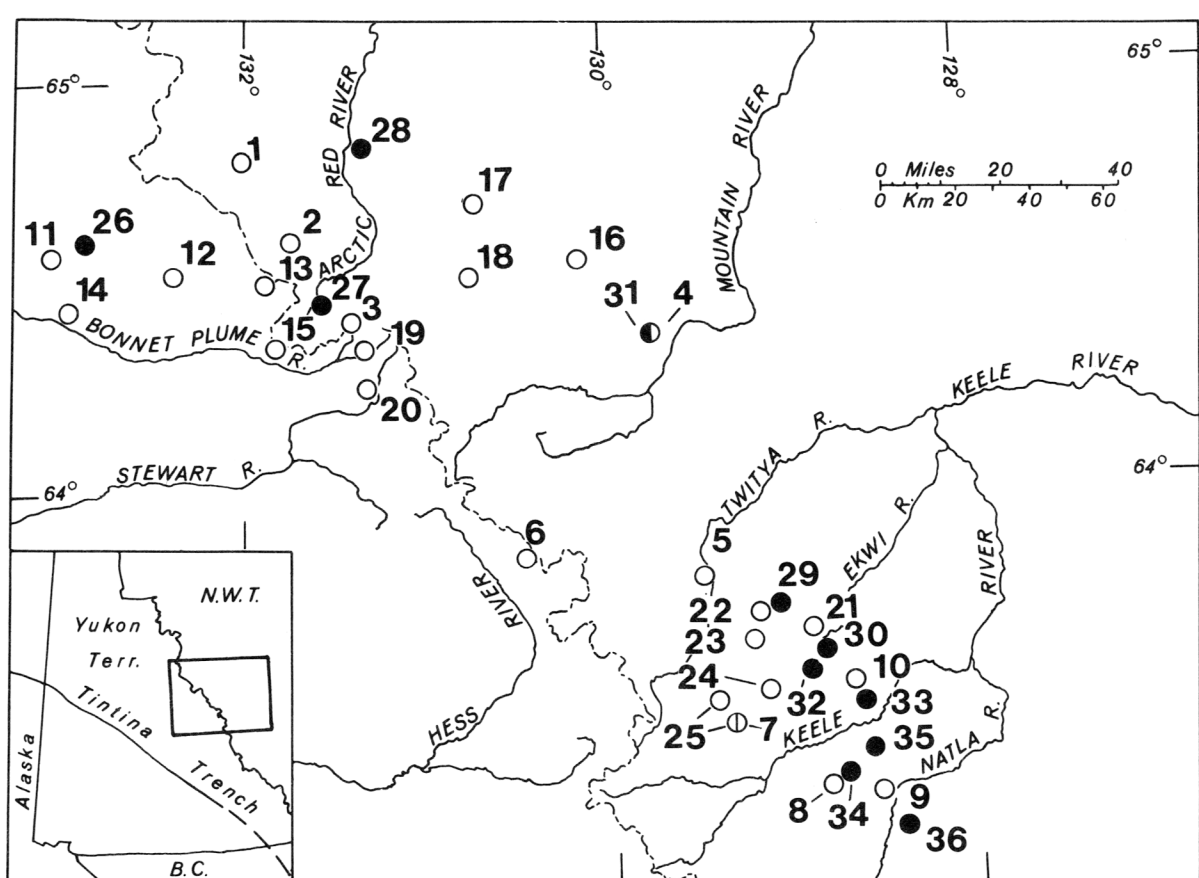 132°
130°
128°
65°
65°
RED RIVER
ARCTIC
MOUNTAIN RIVER
0 Miles 20 40
0 Km 20 40 60
28
1
17
11
26
12
2
13
18
16
14
27
3
31
4
15
19
BONNET PLUME R.
20
KEELE RIVER
TWITYA R.
STEWART R.
64°
64°
EKWI R.
RIVER
6
5
29
22
21
23
30
RIVER
HESS
24
10
32
33
25
7
KEELE
35
NATLA R.
8
34
9
36
N.W.T.
Yukon
Terr.
Tintina
Trench
Alaska
B.C.